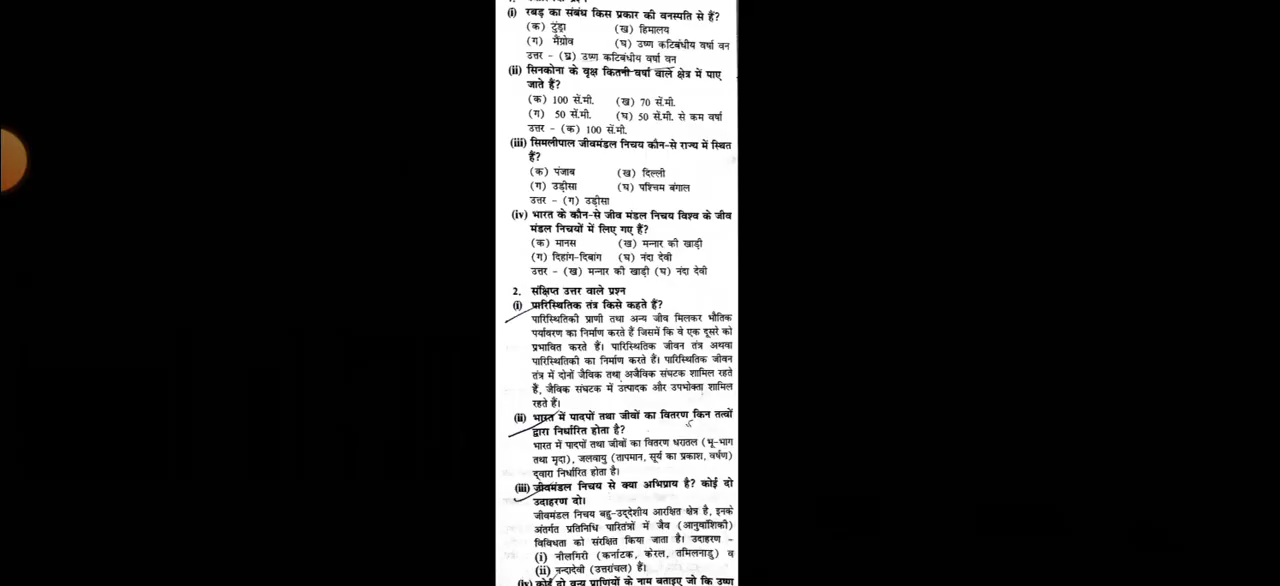 (i) रबड़ का संबंध किस प्रकार की वनस्पति से हैं?
(क) टुंड्रा (ख) हिमालय
(ग) मैंग्रोव (घ) उष्ण कटिबंधीय वर्षा वन
उत्तर - (घ) उष्ण कटिबंधीय वर्षा वन
(ii) सिनकोना के वृक्ष कितनी वर्षा वाले क्षेत्र में पाए
जाते हैं?
(क) 100 सें.मी. (ख) 70 सें.मी.
(ग) 50 सें.मी. (घ) 50 सें.मी. से कम वर्षा
उत्तर - (क) 100 सें.मी.
(iii) सिमलीपाल जीवमंडल निचय कौन-से राज्य में स्थित
हैं?
(क) पंजाब (ख) दिल्ली
(ग) उड़ीसा (घ) पश्चिम बंगाल
उत्तर - (ग) उड़ीसा
(iv) भारत के कौन-से जीव मंडल निचय विश्व के जीव
मंडल निचयों में लिए गए हैं?
(क) मानस (ख) मन्नार की खाड़ी
(ग) दिहांग-दिबांग (घ) नंदा देवी
उत्तर - (ख) मन्नार की खाड़ी (घ) नंदा देवी
2. संक्षिप्त उत्तर वाले प्रश्न
(i) पारिस्थितिक तंत्र किसे कहते हैं?
पारिस्थितिकी प्राणी तथा अन्य जीव मिलकर भौतिक
पर्यावरण का निर्माण करते हैं जिसमें कि वे एक दूसरे को
प्रभावित करते हैं। पारिस्थितिक जीवन तंत्र अथवा
पारिस्थितिकी का निर्माण करते हैं। पारिस्थितिक जीवन
तंत्र में दोनों जैविक तथा अजैविक संघटक शामिल रहते
हैं, जैविक संघटक में उत्पादक और उपभोक्ता शामिल
रहते हैं।
(ii) भारत में पादपों तथा जीवों का वितरण किन तत्वों
द्वारा निर्धारित होता है?
भारत में पादपों तथा जीवों का वितरण धरातल (भू-भाग
तथा मृदा), जलवायु (तापमान, सूर्य का प्रकाश, वर्षण)
द्वारा निर्धारित होता है।
(iii) जीवमंडल निचय से क्या अभिप्राय है? कोई दो
उदाहरण दो।
जीवमंडल निचय बहु-उद्देशीय आरक्षित क्षेत्र है, इनके
अंतर्गत प्रतिनिधि पारितंत्रों में जैव (आनुवांशिकी)
विविधता को संरक्षित किया जाता है। उदाहरण -
(i) नीलगिरी (कर्नाटक, केरल, तमिलनाडु) व
(ii) नन्दादेवी (उत्तरांचल) हैं।
(iv) कोई दो वन्य प्राणियों के नाम बताइए जो कि उष्ण